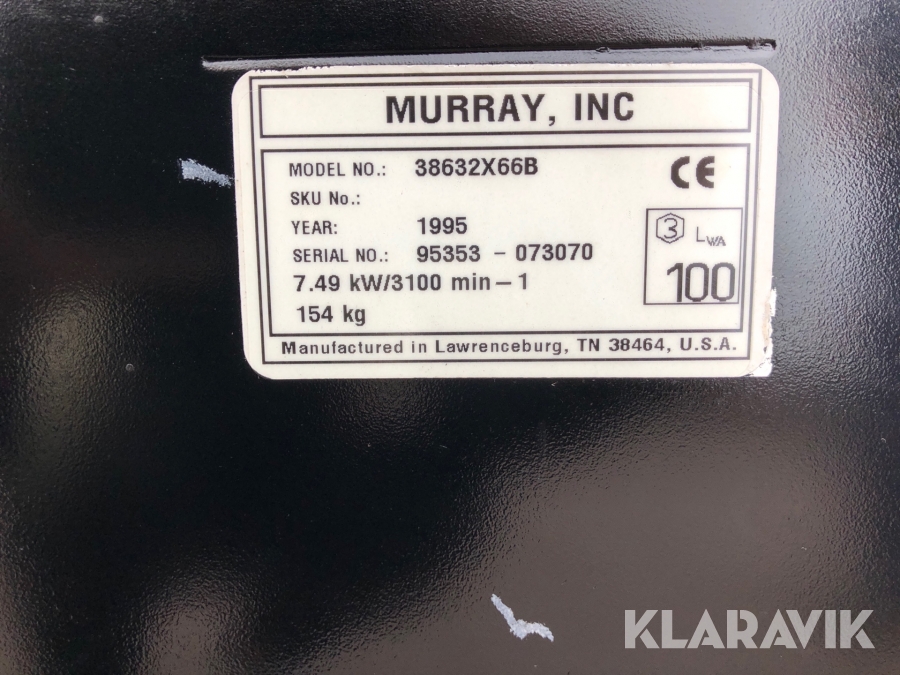 MURRAY, INC
MODEL NO.: 38632X66B
CE
SKU No.:
YEAR: 1995
3 LWA
SERIAL NO.: 95353 - 073070
100
7.49 kW/3100 min-1
154 kg
Manufactured in Lawrenceburg, TN 38464, U.S.A.
KLARAVIK